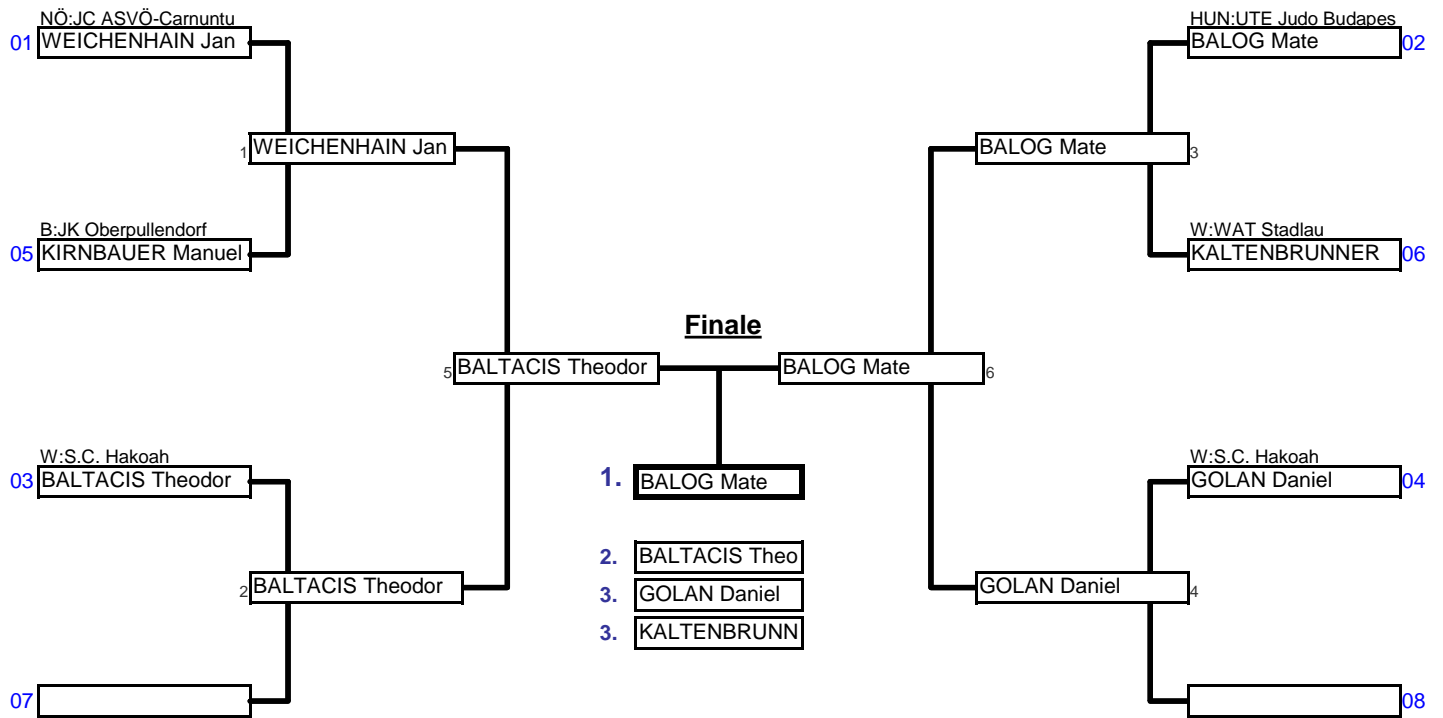 NÖ:JC ASVÖ-Carnuntu
01 WEICHENHAIN Jan
1 WEICHENHAIN Jan
B:JK Oberpullendorf
05 KIRNBAUER Manuel
5 BALTACIS Theodor
W:S.C. Hakoah
03 BALTACIS Theodor
2 BALTACIS Theodor
07
Finale
1. BALOG Mate
2. BALTACIS Theo
3. GOLAN Daniel
3. KALTENBRUNN
HUN:UTE Judo Budapes
BALOG Mate 02
BALOG Mate 3
W:WAT Stadlau
KALTENBRUNNER 06
BALOG Mate 6
W:S.C. Hakoah
GOLAN Daniel 04
GOLAN Daniel 4
08